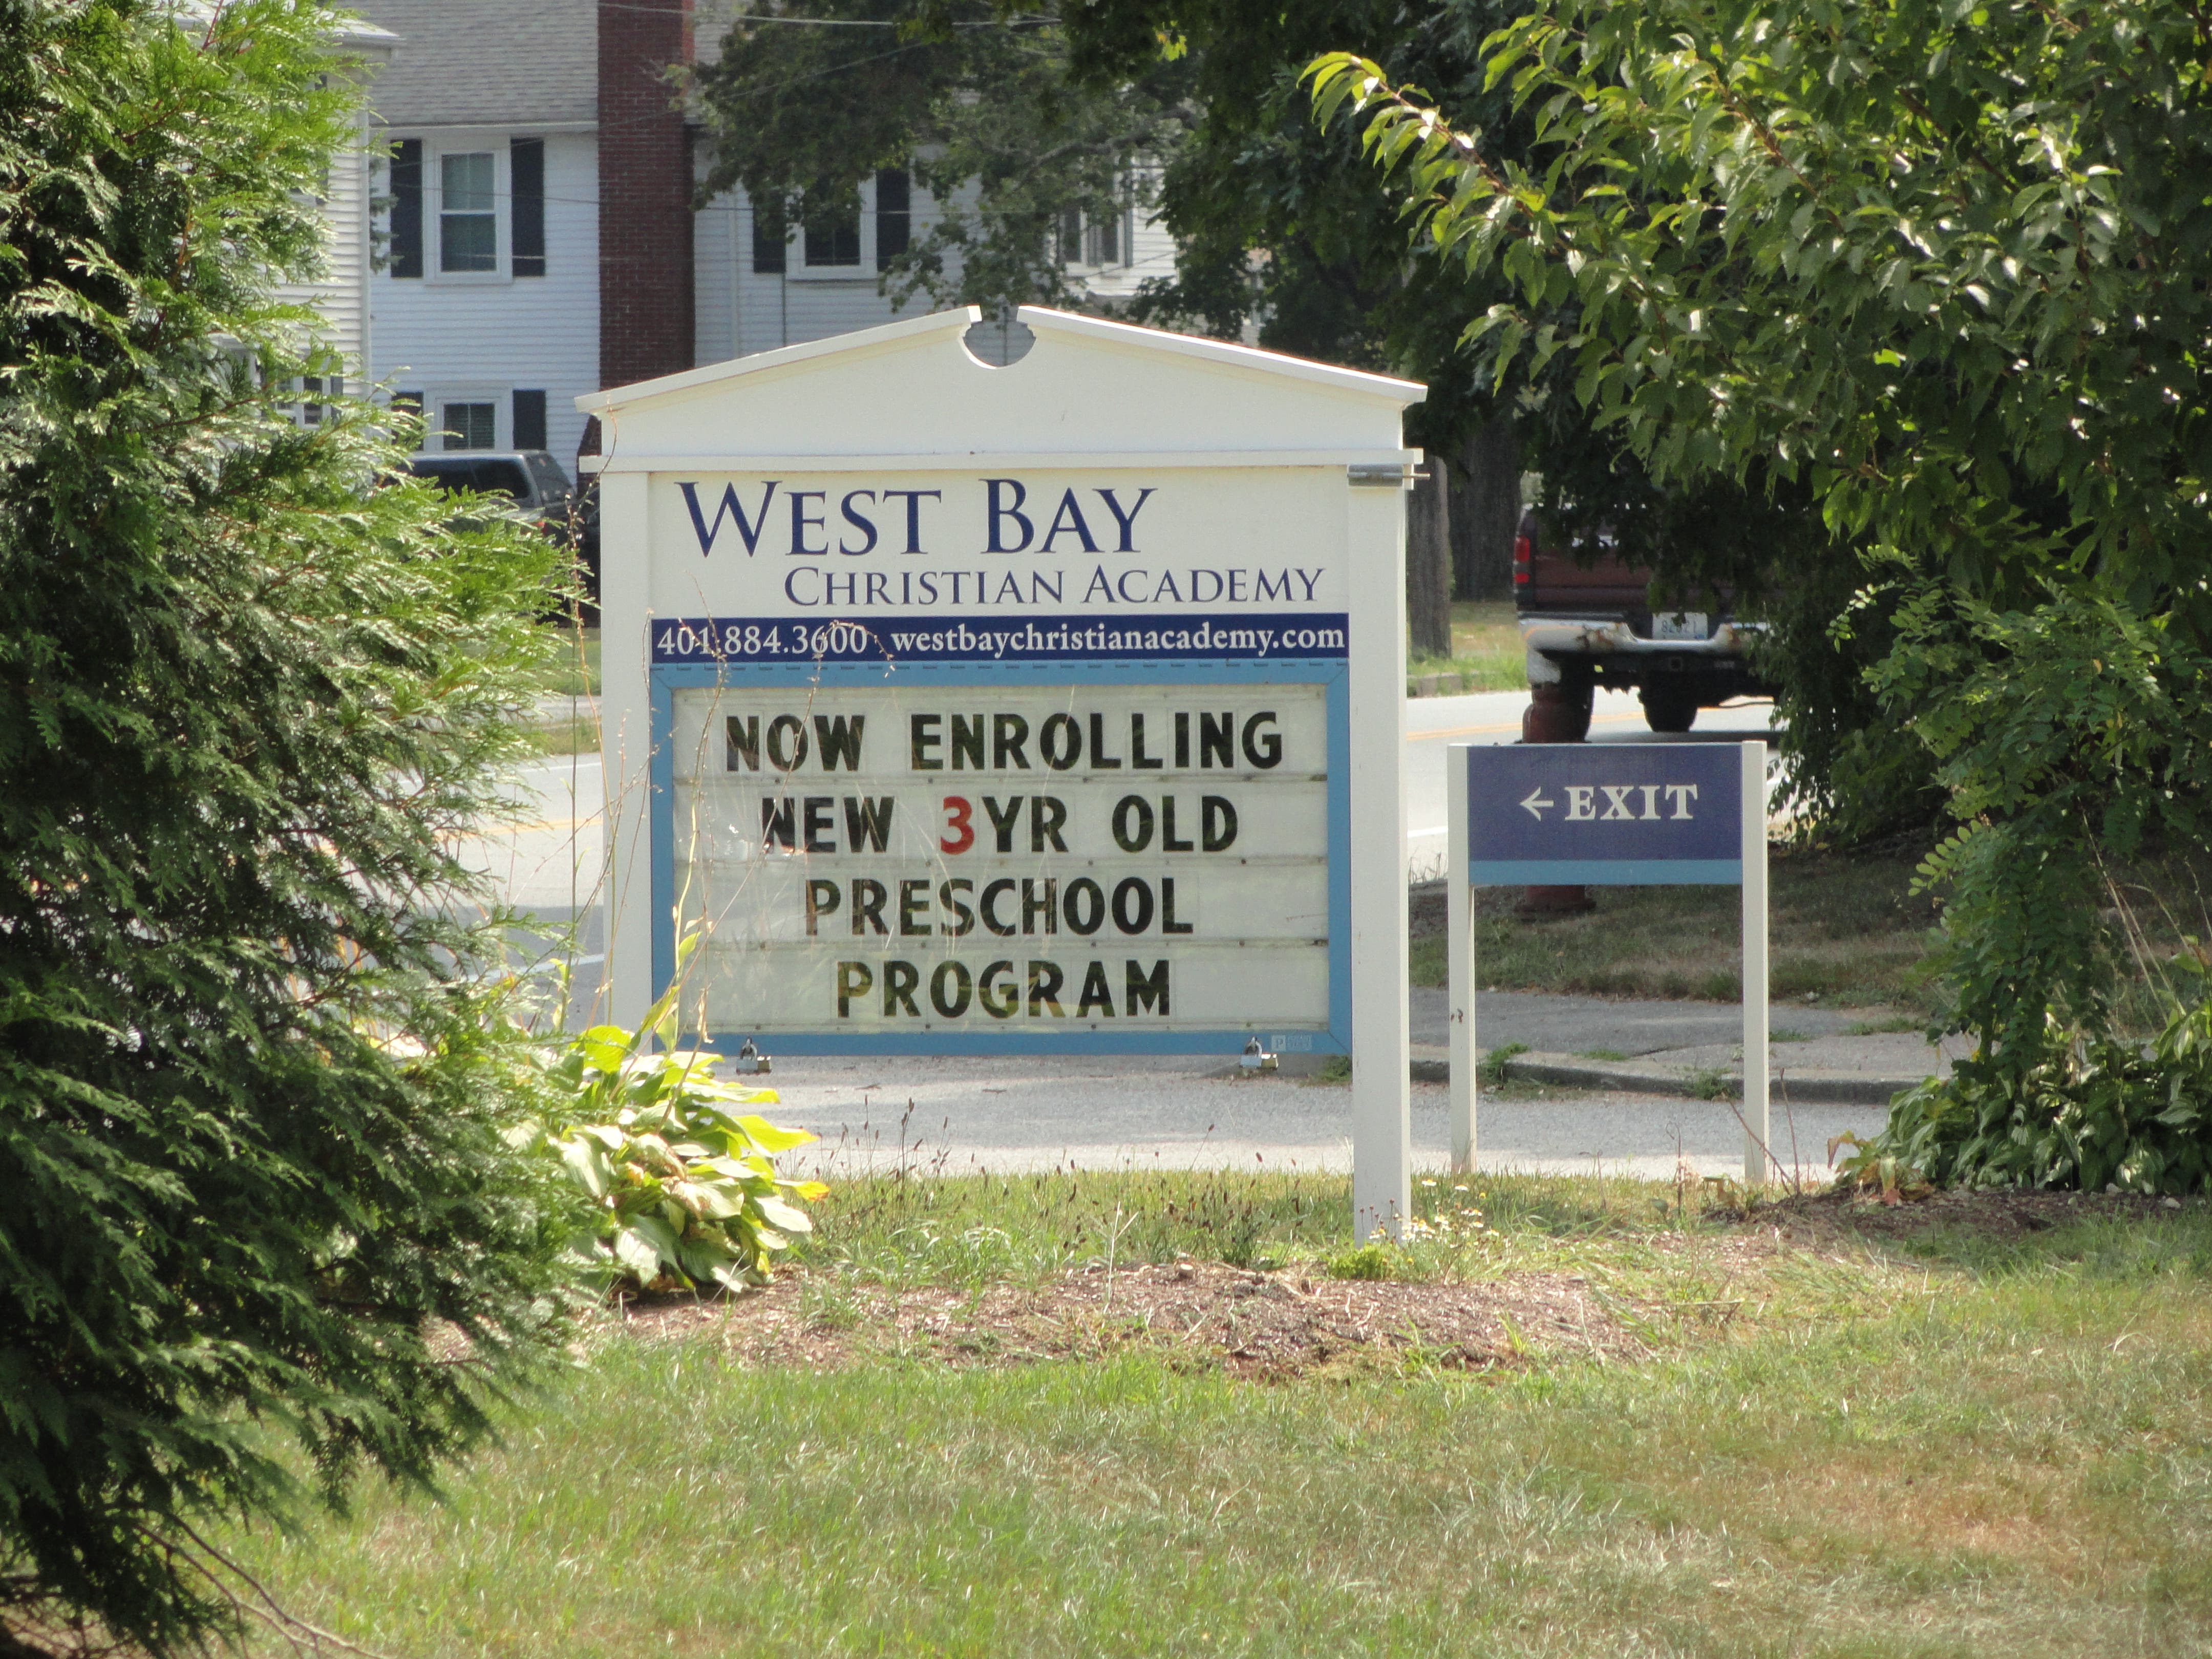 WEST BAY
CHRISTIAN ACADEMY
401.884.3600 · westbaychristianacademy.com
NOW ENROLLING
NEW 3YR OLD
PRESCHOOL
PROGRAM
←EXIT